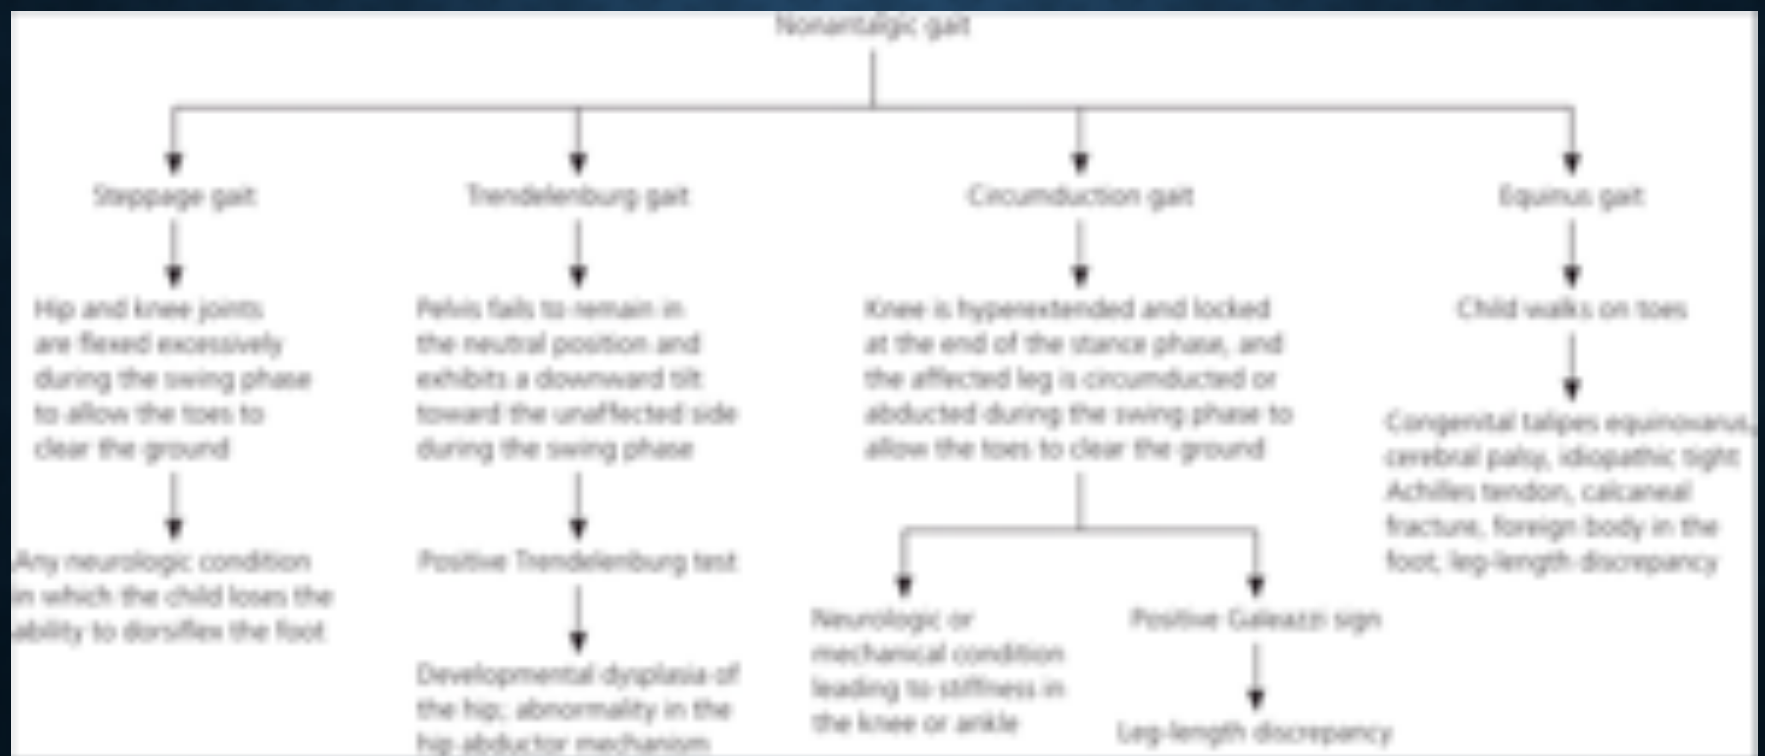 Nonantalgic gait
Steppage gait
Trendelenburg gait
Circumduction gait
Equinus gait
Hip and knee joints
are flexed excessively
during the swing phase
to allow the toes to
clear the ground
Pelvis fails to remain in
the neutral position and
exhibits a downward tilt
toward the unaffected side
during the swing phase
Knee is hyperextended and locked
at the end of the stance phase, and
the affected leg is circumducted or
abducted during the swing phase to
allow the toes to clear the ground
Child walks on toes
Congenital talipes equinovarus,
cerebral palsy, idiopathic tight
Achilles tendon, calcaneal
fracture, foreign body in the
foot, leg-length discrepancy
Any neurologic condition
in which the child loses the
ability to dorsiflex the foot
Positive Trendelenburg test
Developmental dysplasia of
the hip; abnormality in the
hip abductor mechanism
Neurologic or
mechanical condition
leading to stiffness in
the knee or ankle
Positive Galeazzi sign
Leg-length discrepancy